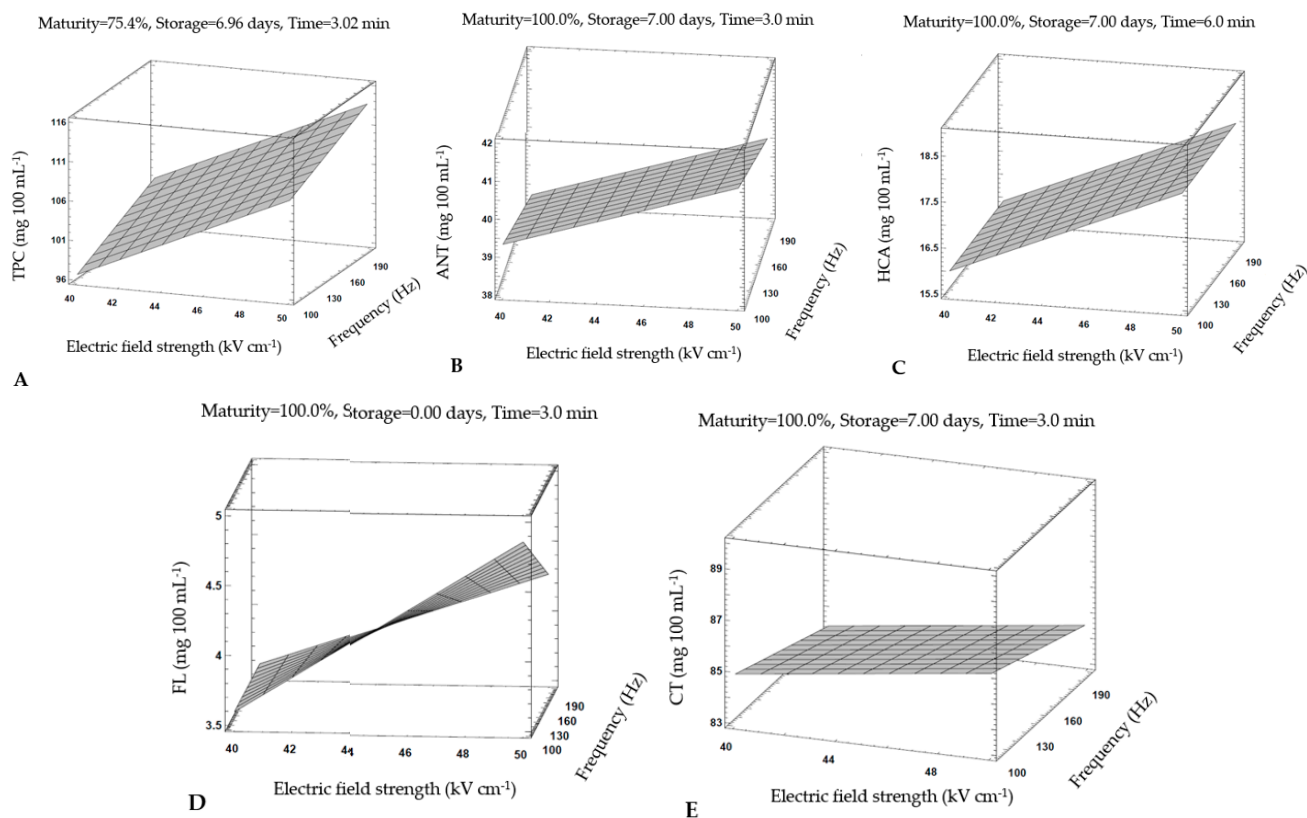 Maturity=75.4%, Storage=6.96 days, Time=3.02 min
TPC (mg 100 mL-1)
116
111
106
101
96
40 42 44 46 48 50
100 130 160 190
Electric field strength (kV cm-1)
Frequency (Hz)
A
Maturity=100.0%, Storage=7.00 days, Time=3.0 min
ANT (mg 100 mL-1)
42
41
40
39
38
40 42 44 46 48 50
100 130 160 190
Electric field strength (kV cm-1)
Frequency (Hz)
B
Maturity=100.0%, Storage=7.00 days, Time=6.0 min
HCA (mg 100 mL-1)
18.5
17.5
16.5
15.5
40 42 44 46 48 50
100 130 160 190
Electric field strength (kV cm-1)
Frequency (Hz)
C
Maturity=100.0%, Storage=0.00 days, Time=3.0 min
FL (mg 100 mL-1)
5
4.5
4
3.5
40 42 44 46 48 50
100 130 160 190
Electric field strength (kV cm-1)
Frequency (Hz)
D
Maturity=100.0%, Storage=7.00 days, Time=3.0 min
CT (mg 100 mL-1)
89
87
85
83
40 44 48
100 130 160 190
Electric field strength (kV cm-1)
Frequency (Hz)
E